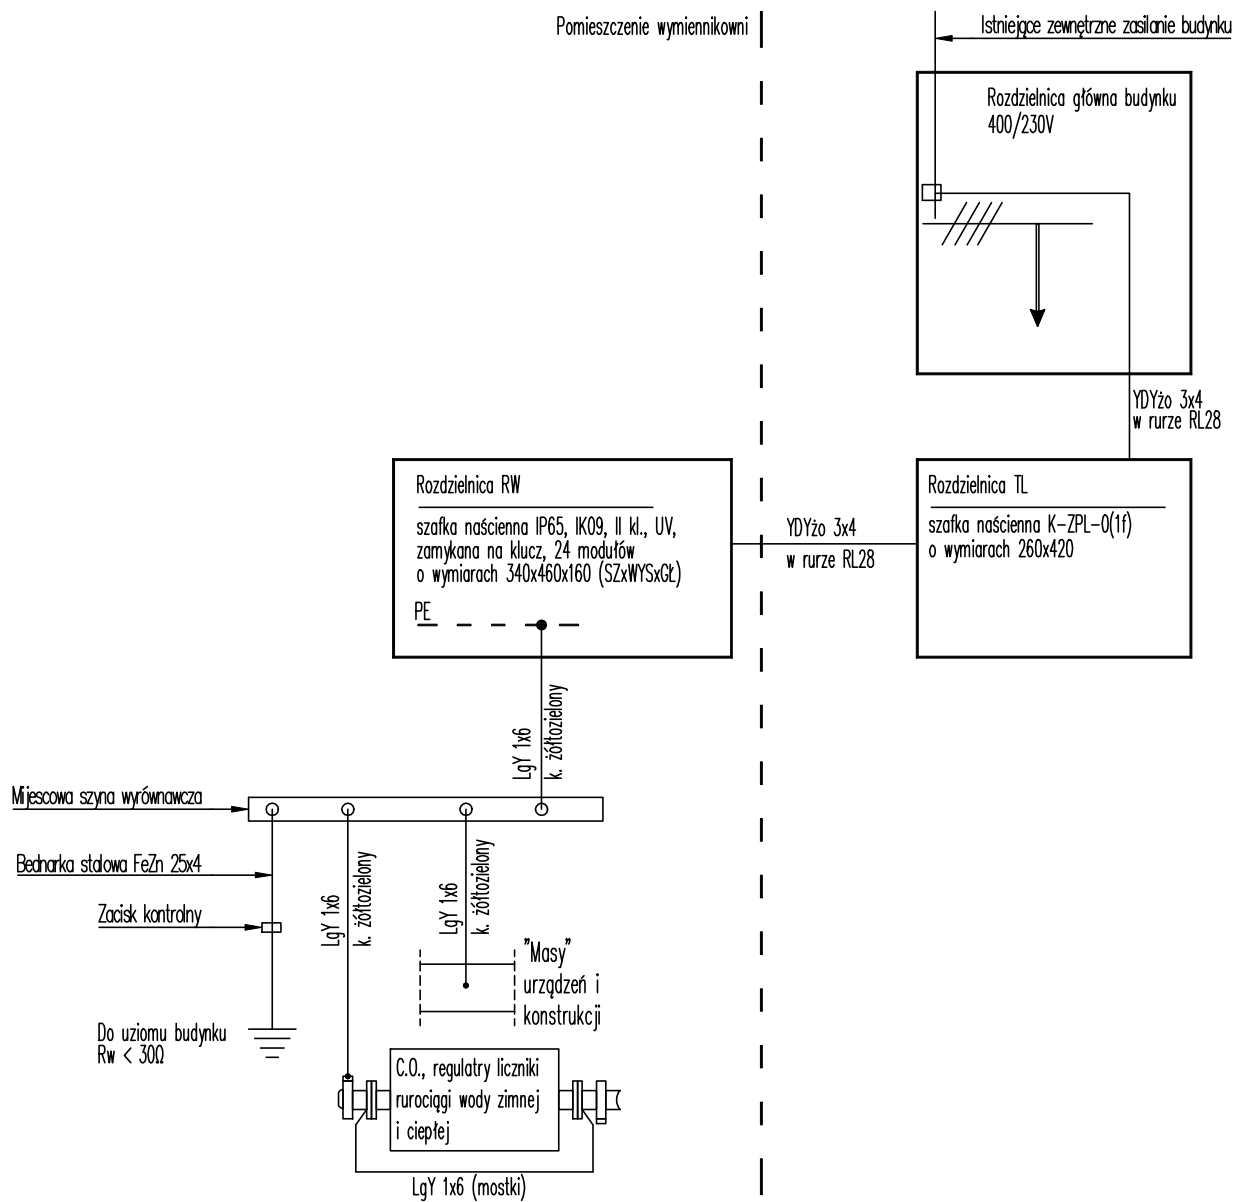 Pomieszczenie wymiennikowni
Istniejące zewnętrzne zasilanie budynku
Rozdzielnica główna budynku
400/230V
YDYżo 3x4
w rurze RL28
Rozdzielnica RW
szafka naścienna IP65, IK09, II kl., UV,
zamykana na klucz, 24 modułów
o wymiarach 340x460x160 (SZxWYSxGŁ)
PE
YDYżo 3x4
w rurze RL28
Rozdzielnica TL
szafka naścienna K-ZPL-0(1f)
o wymiarach 260x420
LgY 1x6
k. żółtozielony
Mijescowa szyna wyrównawcza
Bednarka stalowa FeZn 25x4
Zacisk kontrolny
Do uziomu budynku
Rw < 30Ω
LgY 1x6
k. żółtozielony
LgY 1x6
k. żółtozielony
"Masy"
urządzeń i
konstrukcji
C.O., regulatry liczniki
rurociągi wody zimnej
i ciepłej
LgY 1x6 (mostki)